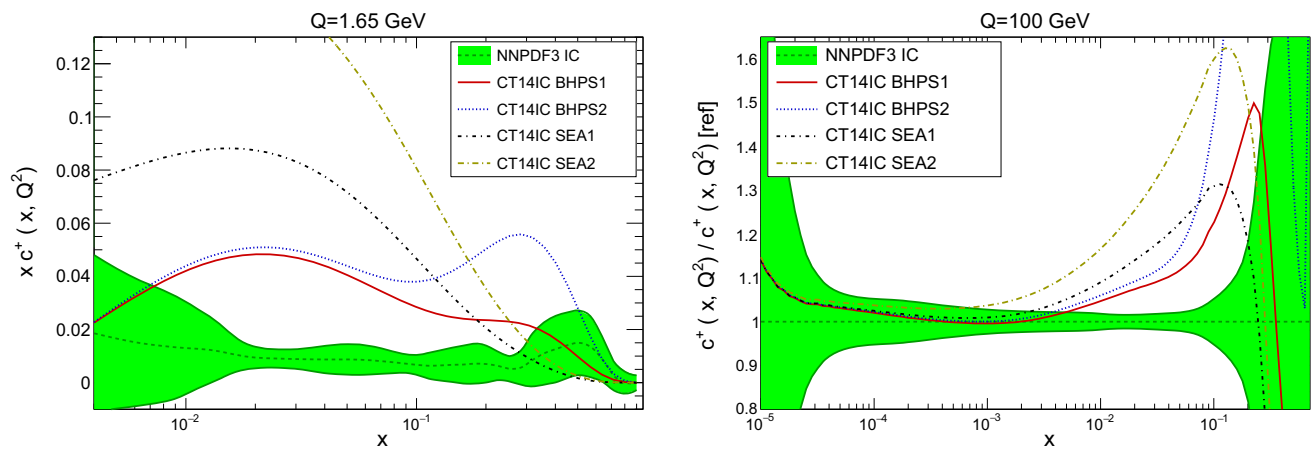 Q=1.65 GeV
x c⁺ ( x, Q²)
0.12
0.1
0.08
0.06
0.04
0.02
0
NNPDF3 IC
CT14IC BHPS1
CT14IC BHPS2
CT14IC SEA1
CT14IC SEA2
10⁻² 10⁻¹
x
Q=100 GeV
c⁺ ( x, Q²) / c⁺ ( x, Q²) [ref]
1.6
1.5
1.4
1.3
1.2
1.1
1
0.9
0.8
NNPDF3 IC
CT14IC BHPS1
CT14IC BHPS2
CT14IC SEA1
CT14IC SEA2
10⁻⁵ 10⁻⁴ 10⁻³ 10⁻² 10⁻¹
x